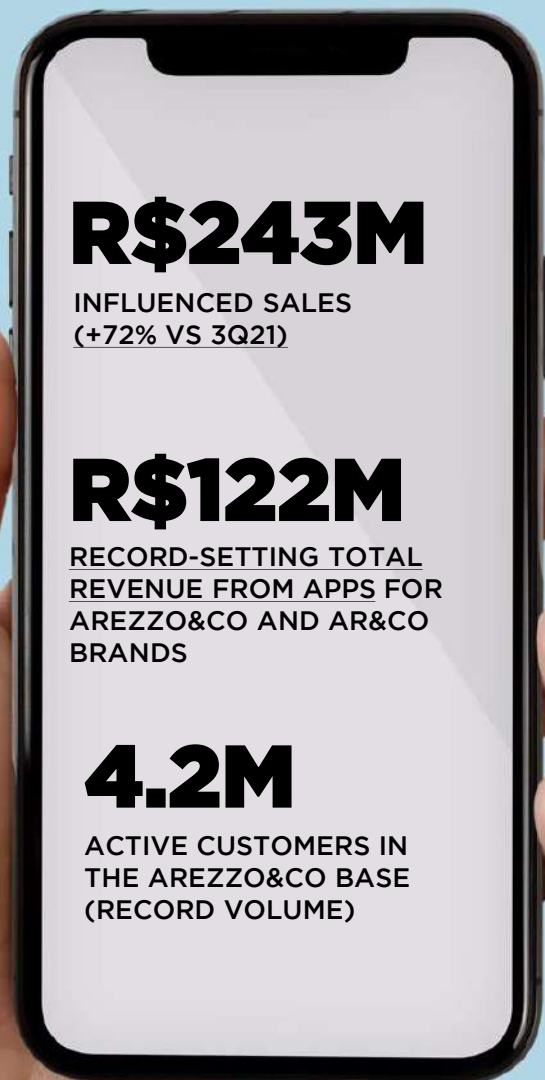 R$243M
INFLUENCED SALES
(+72% VS 3Q21)
R$122M
RECORD-SETTING TOTAL
REVENUE FROM APPS FOR
AREZZO&CO AND AR&CO
BRANDS
4.2M
ACTIVE CUSTOMERS IN
THE AREZZO&CO BASE
(RECORD VOLUME)